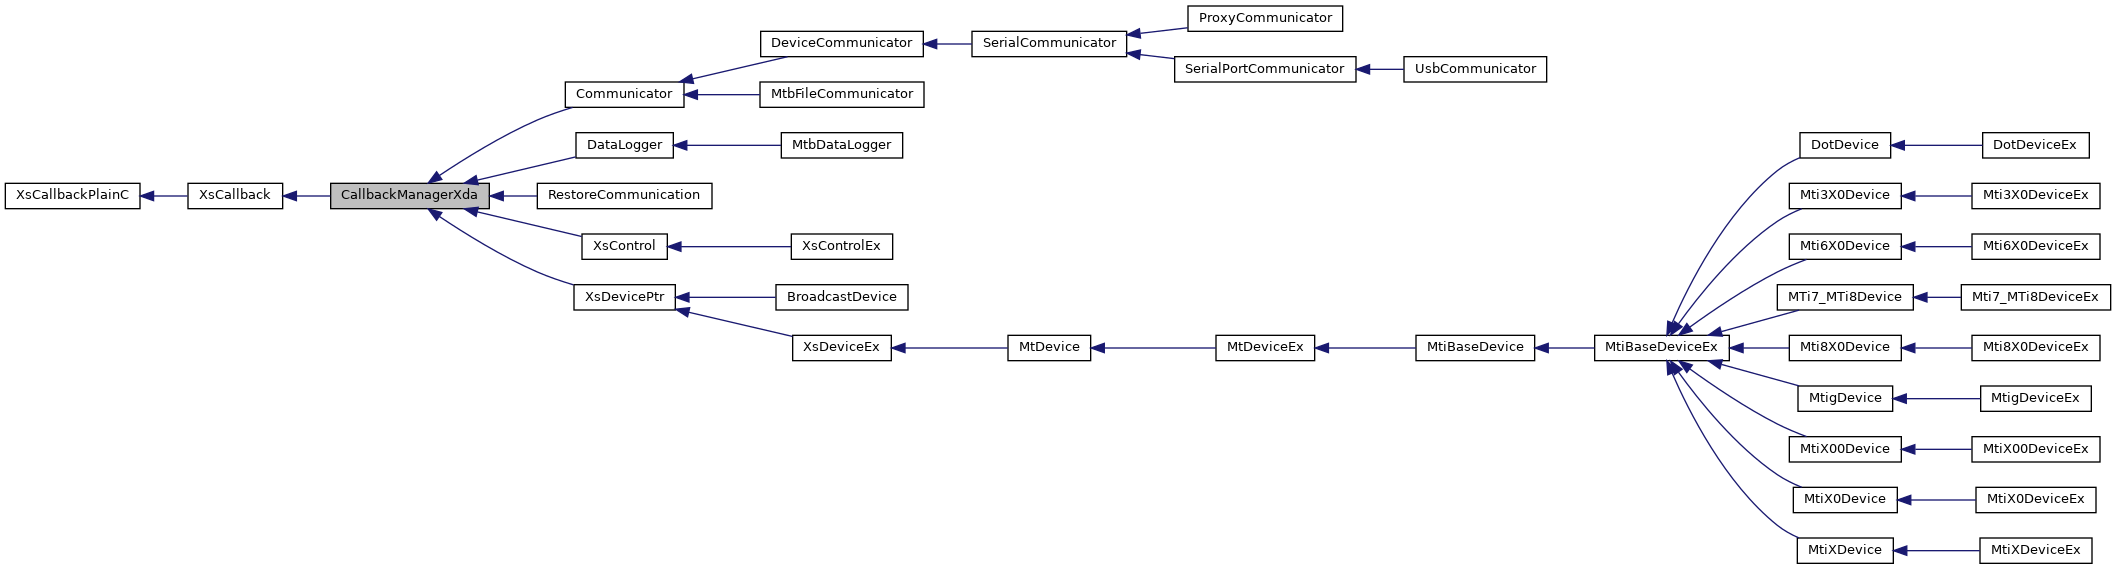 ProxyCommunicator
DeviceCommunicator
SerialCommunicator
SerialPortCommunicator
UsbCommunicator
Communicator
MtbFileCommunicator
DataLogger
MtbDataLogger
DotDevice
DotDeviceEx
XsCallbackPlainC
XsCallback
CallbackManagerXda
RestoreCommunication
Mti3X0Device
Mti3X0DeviceEx
XsControl
XsControlEx
Mti6X0Device
Mti6X0DeviceEx
XsDevicePtr
BroadcastDevice
MTi7_MTi8Device
Mti7_MTi8DeviceEx
XsDeviceEx
MtDevice
MtDeviceEx
MtiBaseDevice
MtiBaseDeviceEx
Mti8X0Device
Mti8X0DeviceEx
MtigDevice
MtigDeviceEx
MtiX00Device
MtiX00DeviceEx
MtiX0Device
MtiX0DeviceEx
MtiXDevice
MtiXDeviceEx